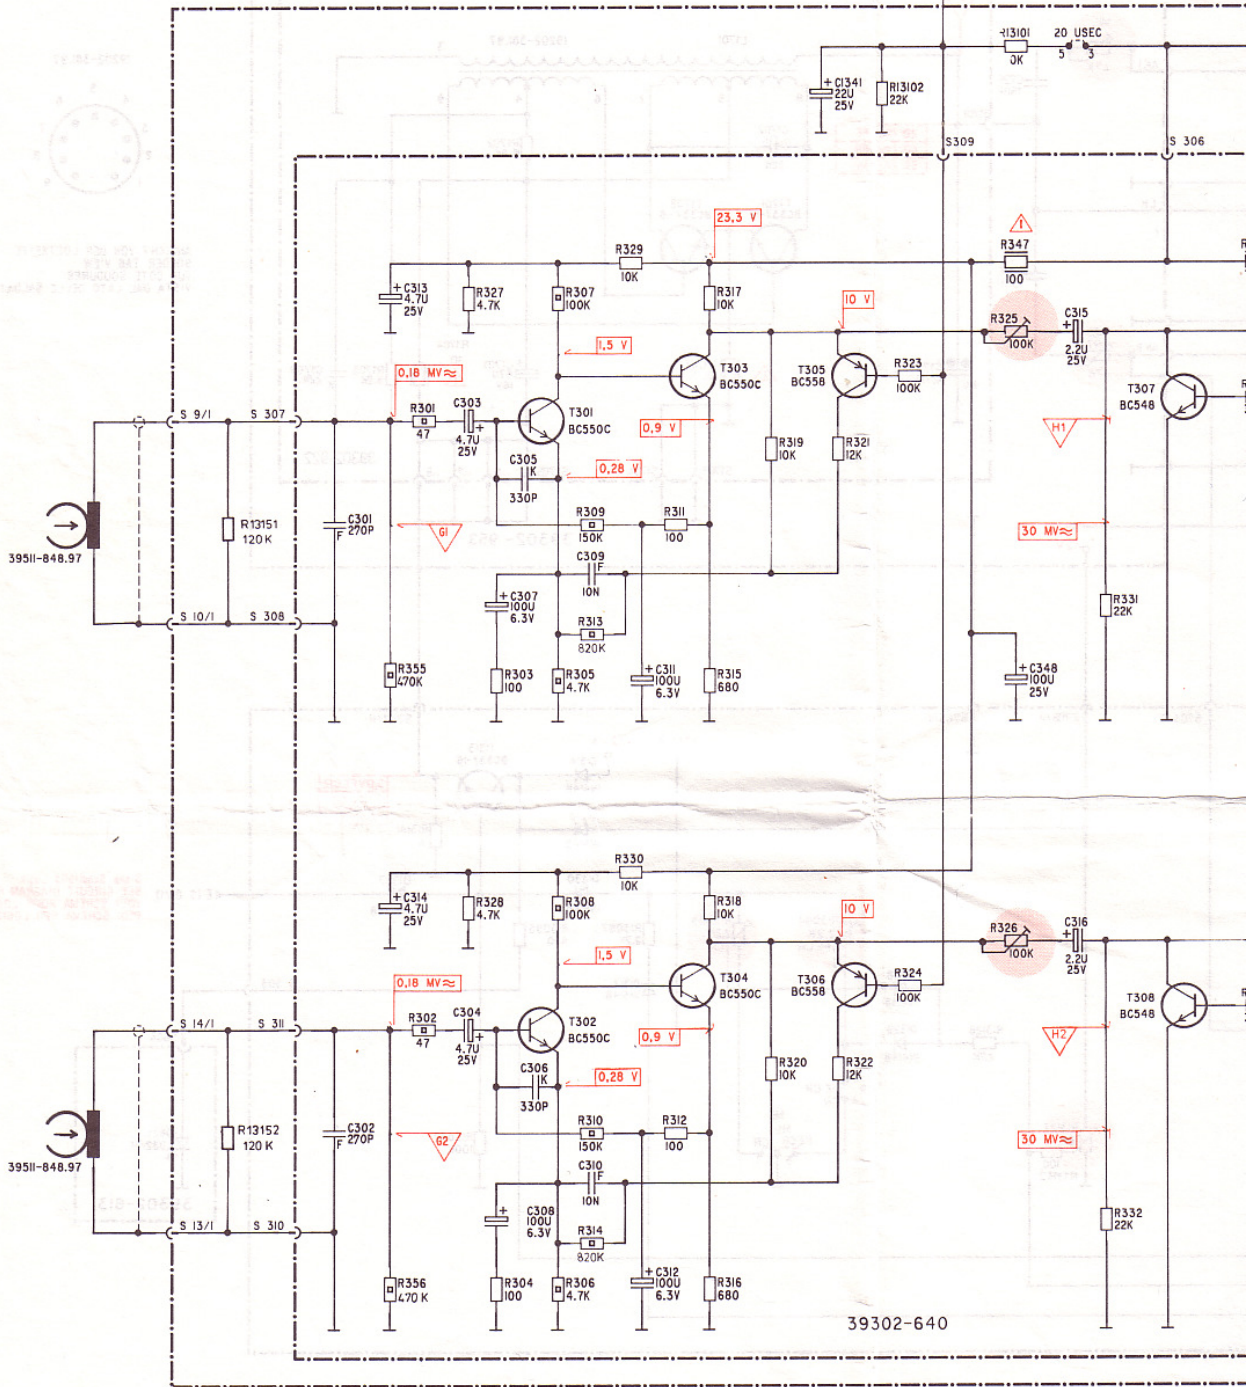 R13101
0K
20 USEC
5 3
+ C1341
22U
25V
R13102
22K
S309
S 306
23,3 V
1
R347
100
R329
10K
+ C313
4.7U
25V
R327
4.7K
R307
100K
R317
10K
10 V
R325
100K
C315
+
2.2U
25V
1,5 V
T303
BC550C
T305
BC558
R323
100K
T307
BC548
0,18 MV≈
S 9/1
S 307
R301
47
C303
+
4.7U
25V
T301
BC550C
0,9 V
H1
R319
10K
R321
12K
C305 K
330P
0,28 V
R13151
120K
C301
270P
F
G1
R309
150K
R311
100
30 MV≈
39511-848.97
C309
F
10N
+ C307
100U
6.3V
R313
820K
R331
22K
S 10/1
S 308
R355
470K
R303
100
R305
4.7K
+ C311
100U
6.3V
R315
680
+ C348
100U
25V
R330
10K
+ C314
4.7U
25V
R328
4.7K
R308
100K
R318
10K
10 V
R326
100K
C316
+
2.2U
25V
1,5 V
T304
BC550C
T306
BC558
R324
100K
T308
BC548
0,18 MV≈
S 14/1
S 311
R302
47
C304
+
4.7U
25V
T302
BC550C
0,9 V
H2
R320
10K
R322
12K
C306 K
330P
0,28 V
R13152
120 K
C302
270P
F
G2
R310
150K
R312
100
30 MV≈
39511-848.97
C310
F
10N
+
C308
100U
6.3V
R314
820K
R332
22K
S 13/1
S 310
R356
470 K
R304
100
R306
4.7K
+ C312
100U
6.3V
R316
680
39302-640